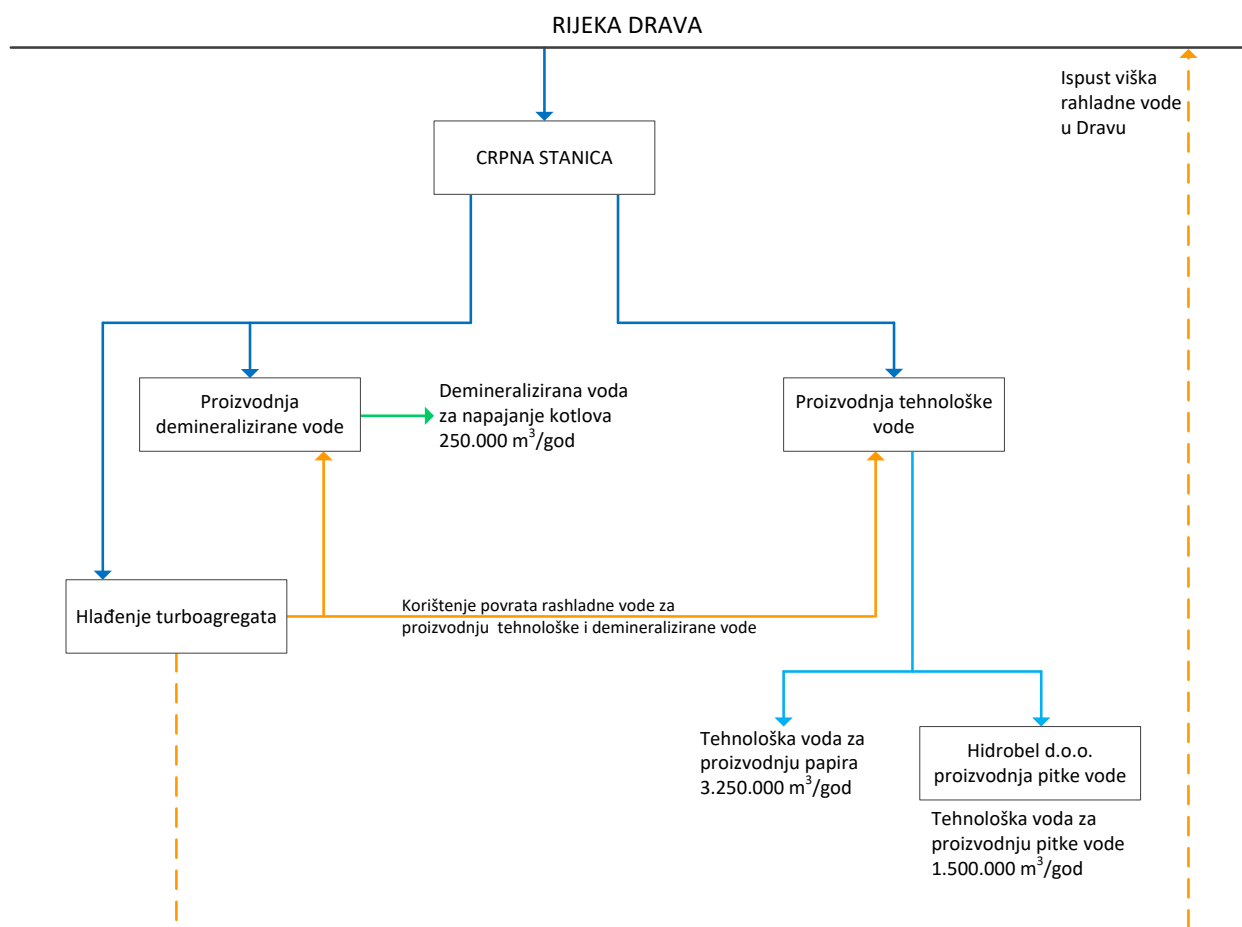 RIJEKA DRAVA
Ispust viška
rahladne vode
u Dravu
CRPNA STANICA
Proizvodnja
demineralizirane vode
Demineralizirana voda
za napajanje kotlova
250.000 m³/god
Proizvodnja tehnološke
vode
Hlađenje turboagregata
Korištenje povrata rashladne vode za
proizvodnju tehnološke i demineralizirane vode
Tehnološka voda za
proizvodnju papira
3.250.000 m³/god
Hidrobel d.o.o.
proizvodnja pitke vode
Tehnološka voda za
proizvodnju pitke vode
1.500.000 m³/god